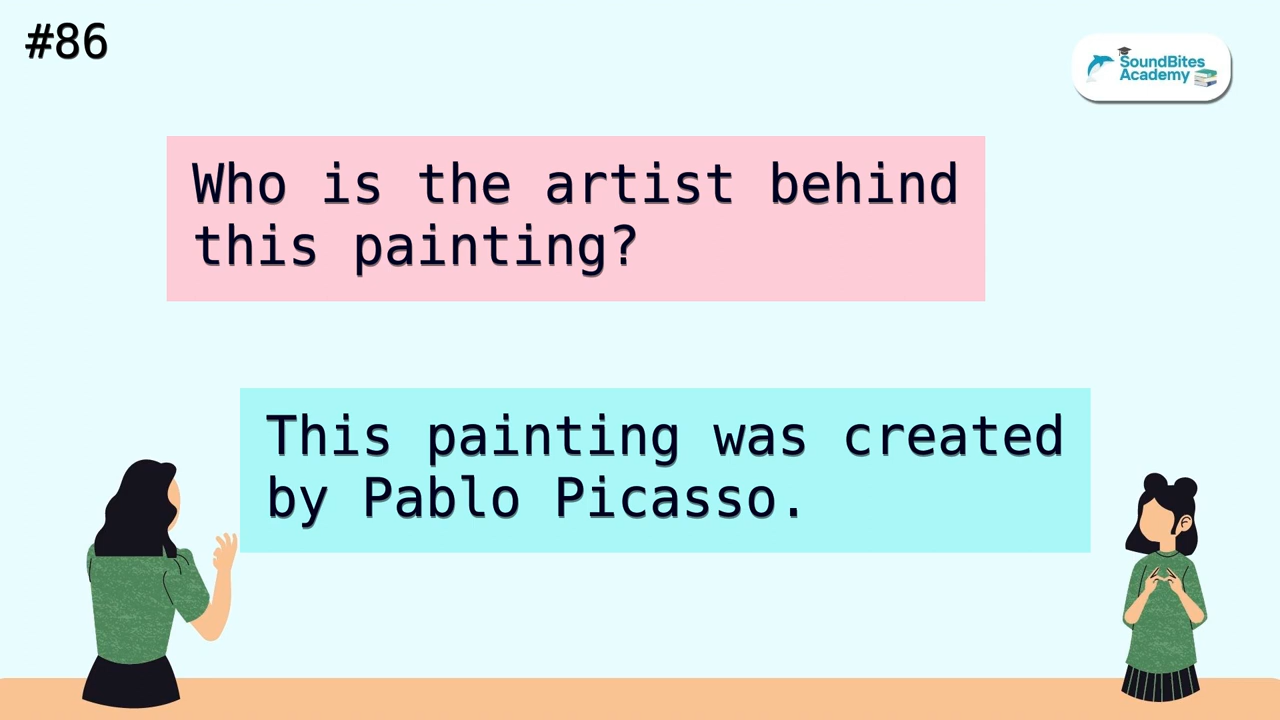 #86
SoundBites
Academy
Who is the artist behind
this painting?
This painting was created
by Pablo Picasso.